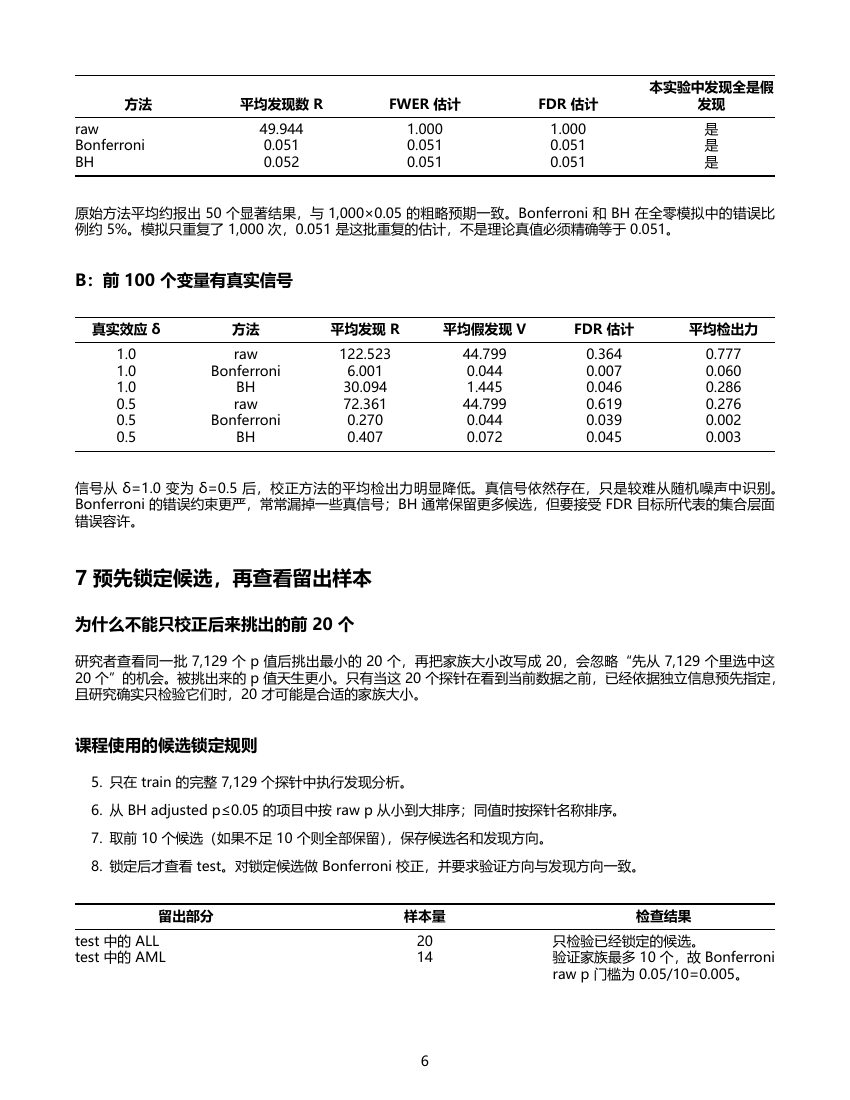 方法 平均发现数 R FWER 估计 FDR 估计 本实验中发现全是假
发现
raw 49.944 1.000 1.000 是
Bonferroni 0.051 0.051 0.051 是
BH 0.052 0.051 0.051 是
原始方法平均约报出 50 个显著结果，与 1,000×0.05 的粗略预期一致。Bonferroni 和 BH 在全零模拟中的错误比
例约 5%。模拟只重复了 1,000 次，0.051 是这批重复的估计，不是理论真值必须精确等于 0.051。
B：前 100 个变量有真实信号
真实效应 δ 方法 平均发现 R 平均假发现 V FDR 估计 平均检出力
1.0 raw 122.523 44.799 0.364 0.777
1.0 Bonferroni 6.001 0.044 0.007 0.060
1.0 BH 30.094 1.445 0.046 0.286
0.5 raw 72.361 44.799 0.619 0.276
0.5 Bonferroni 0.270 0.044 0.039 0.002
0.5 BH 0.407 0.072 0.045 0.003
信号从 δ=1.0 变为 δ=0.5 后，校正方法的平均检出力明显降低。真信号依然存在，只是较难从随机噪声中识别。
Bonferroni 的错误约束更严，常常漏掉一些真信号；BH 通常保留更多候选，但要接受 FDR 目标所代表的集合层面
错误容许。
7 预先锁定候选，再查看留出样本
为什么不能只校正后来挑出的前 20 个
研究者查看同一批 7,129 个 p 值后挑出最小的 20 个，再把家族大小改写成 20，会忽略“先从 7,129 个里选中这
20 个”的机会。被挑出来的 p 值天生更小。只有当这 20 个探针在看到当前数据之前，已经依据独立信息预先指定，
且研究确实只检验它们时，20 才可能是合适的家族大小。
课程使用的候选锁定规则
5. 只在 train 的完整 7,129 个探针中执行发现分析。
6. 从 BH adjusted p≤0.05 的项目中按 raw p 从小到大排序；同值时按探针名称排序。
7. 取前 10 个候选（如果不足 10 个则全部保留），保存候选名和发现方向。
8. 锁定后才查看 test。对锁定候选做 Bonferroni 校正，并要求验证方向与发现方向一致。
留出部分 样本量 检查结果
test 中的 ALL 20 只检验已经锁定的候选。
test 中的 AML 14 验证家族最多 10 个，故 Bonferroni
raw p 门槛为 0.05/10=0.005。
6